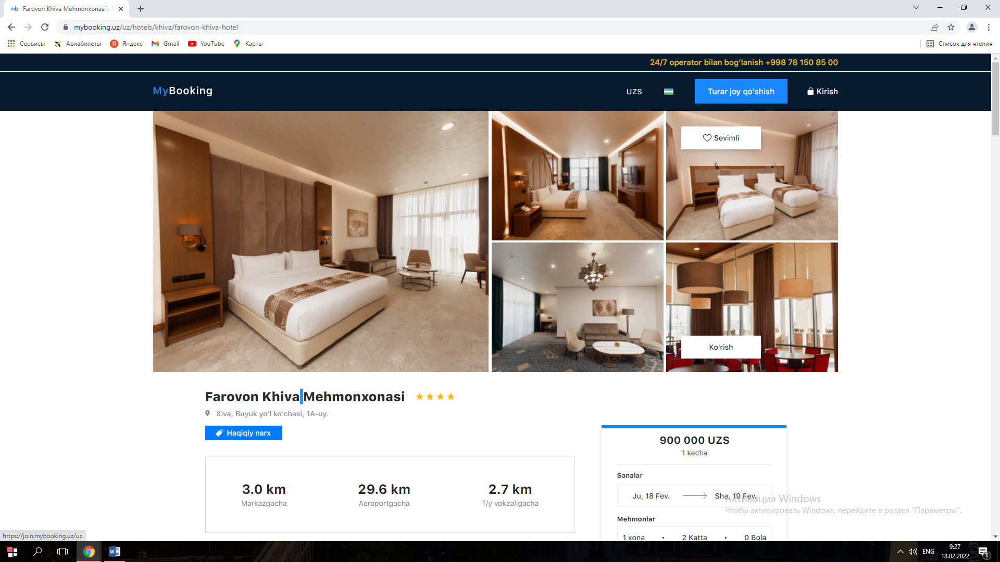 Farovon Khiva Mehmonxonasi -
mybooking.uz/uz/hotels/khiva/farovon-khiva-hotel
Сервисы Авиабилеты Яндекс Gmail YouTube Карты Список для чтения
24/7 operator bilan bog‘lanish +998 78 150 85 00
MyBooking UZS Turar joy qo'shish Kirish
Sevimli
Ko'rish
Farovon Khiva Mehmonxonasi
Xiva, Buyuk yo'l ko'chasi, 1A-uy.
Haqiqiy narx
3.0 km 29.6 km 2.7 km
Markazgacha Aeroportgacha T/y vokzaligacha
900 000 UZS
1 kecha
Sanalar
Ju, 18 Fev. Sha, 19 Fev.
Mehmonlar
1 xona • 2 Katta • 0 Bola
Активация Windows
Чтобы активировать Windows, перейдите в раздел "Параметры".
https://join.mybooking.uz/uz
ENG
9:27
18.02.2022
1